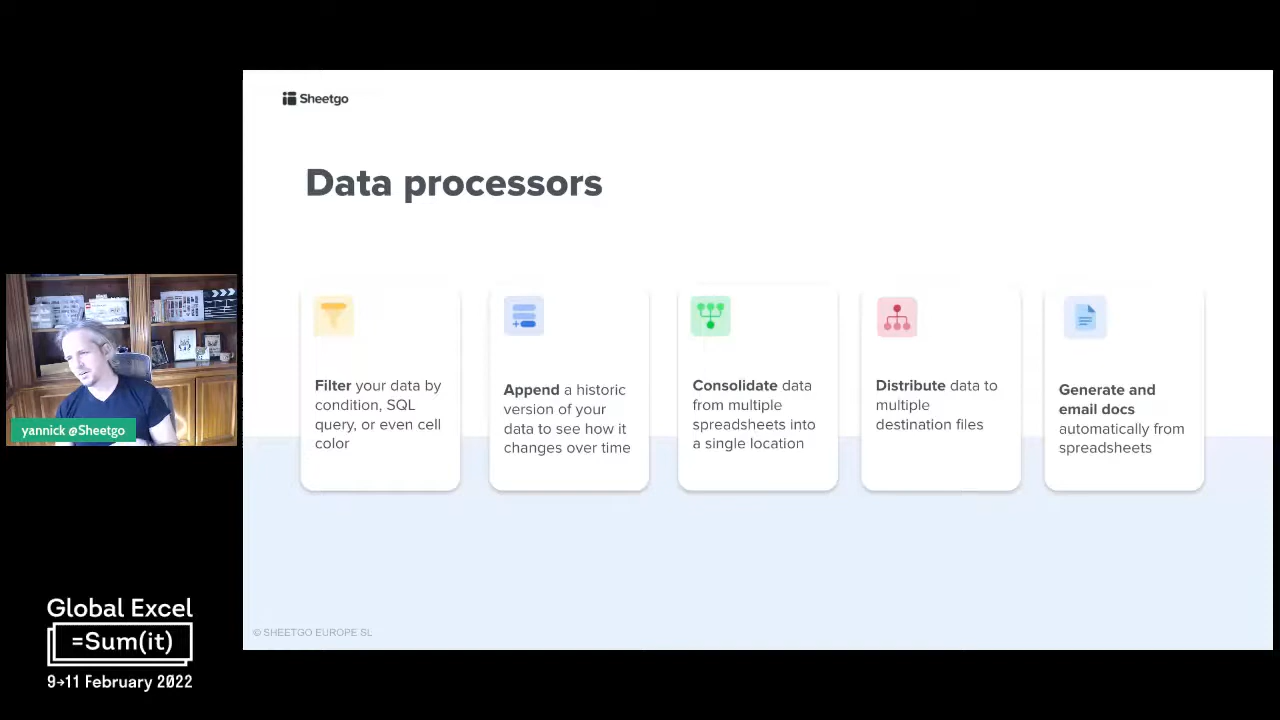 Sheetgo
Data processors
Filter your data by
condition, SQL
query, or even cell
color
Append a historic
version of your
data to see how it
changes over time
Consolidate data
from multiple
spreadsheets into
a single location
Distribute data to
multiple
destination files
Generate and
email docs
automatically from
spreadsheets
yannick @Sheetgo
Global Excel
=Sum(it)
9→11 February 2022
© SHEETGO EUROPE SL